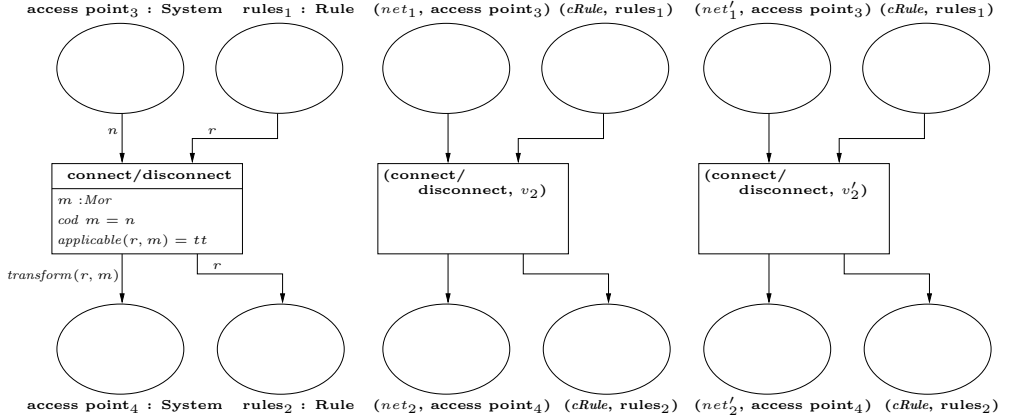 access point₃ : System rules₁ : Rule (net₁, access point₃) (cRule, rules₁) (net′₁, access point₃) (cRule, rules₁)
n r
connect/disconnect
m :Mor
cod m = n
applicable(r, m) = tt
(connect/
disconnect, v₂)
(connect/
disconnect, v′₂)
transform(r, m) r
access point₄ : System rules₂ : Rule (net₂, access point₄) (cRule, rules₂) (net′₂, access point₄) (cRule, rules₂)